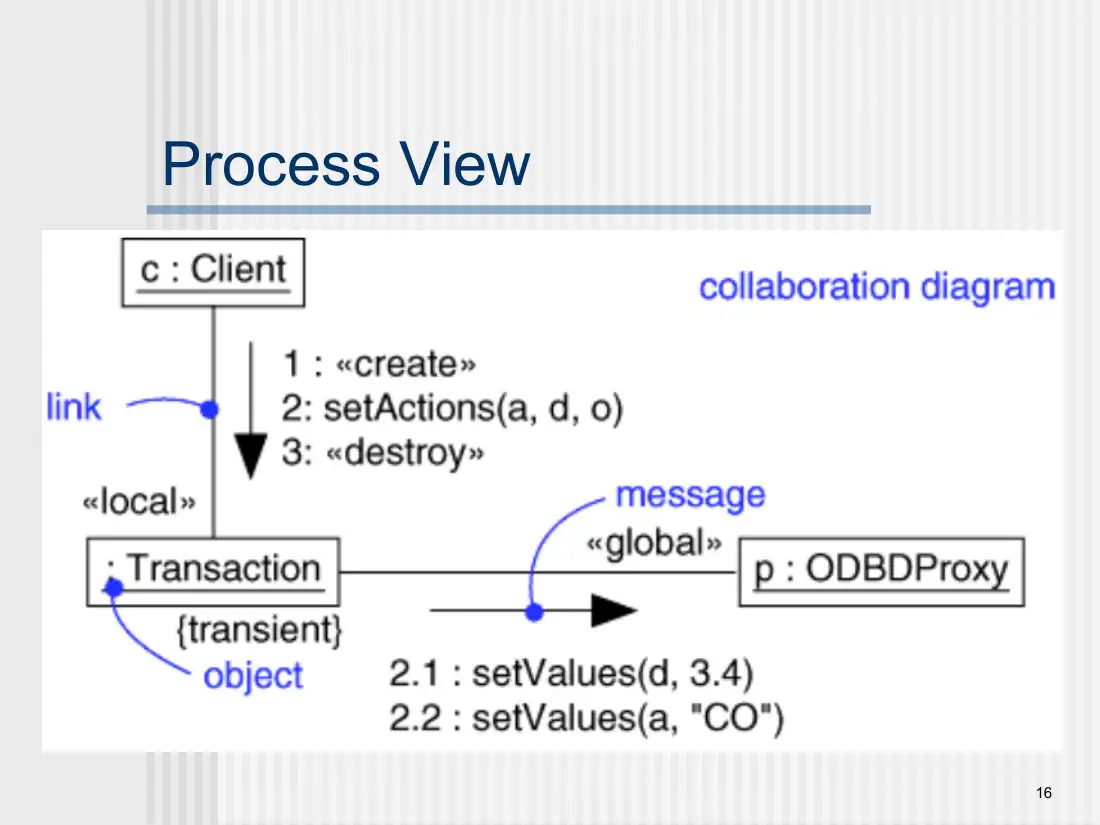 Process View
c : Client
collaboration diagram
1 : «create»
link
2: setActions(a, d, o)
3: «destroy»
«local»
message
«global»
: Transaction
p : ODBDProxy
{transient}
object
2.1 : setValues(d, 3.4)
2.2 : setValues(a, "CO")
16